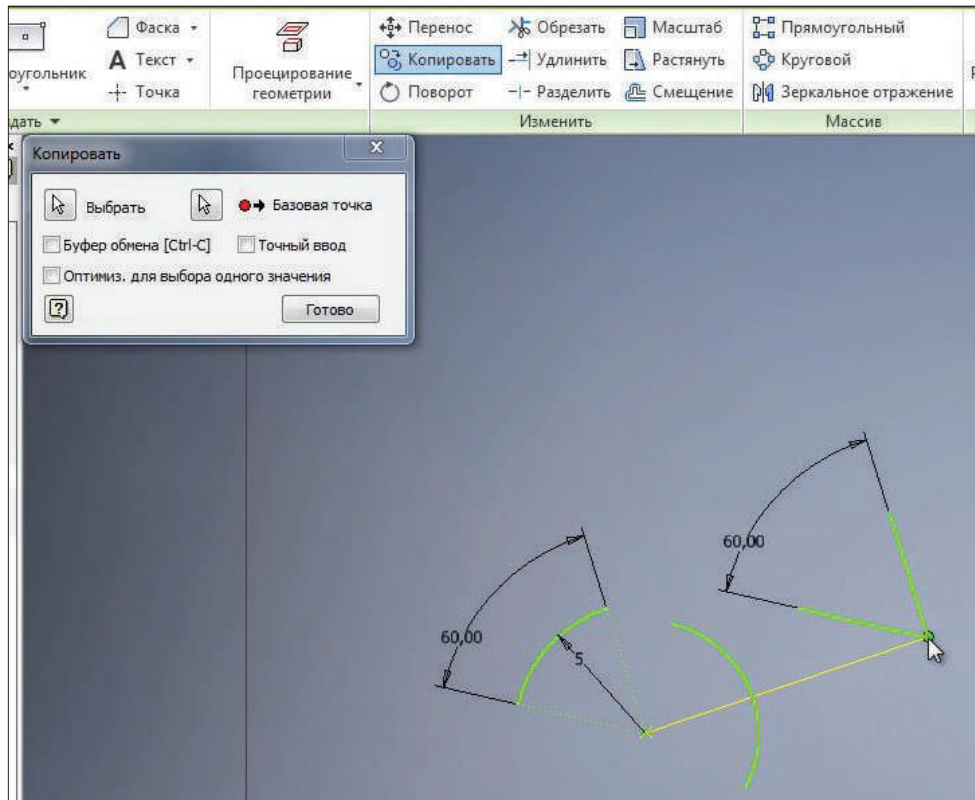 Фаска
Перенос
Обрезать
Масштаб
Прямоугольный
Текст
Копировать
Удлинить
Растянуть
Круговой
оугольник
Точка
Проецирование
геометрии
Поворот
Разделить
Смещение
Зеркальное отражение
дать
Изменить
Массив
Копировать
Выбрать
Базовая точка
Буфер обмена [Ctrl-C]
Точный ввод
Оптимиз. для выбора одного значения
Готово
60,00
60,00
5